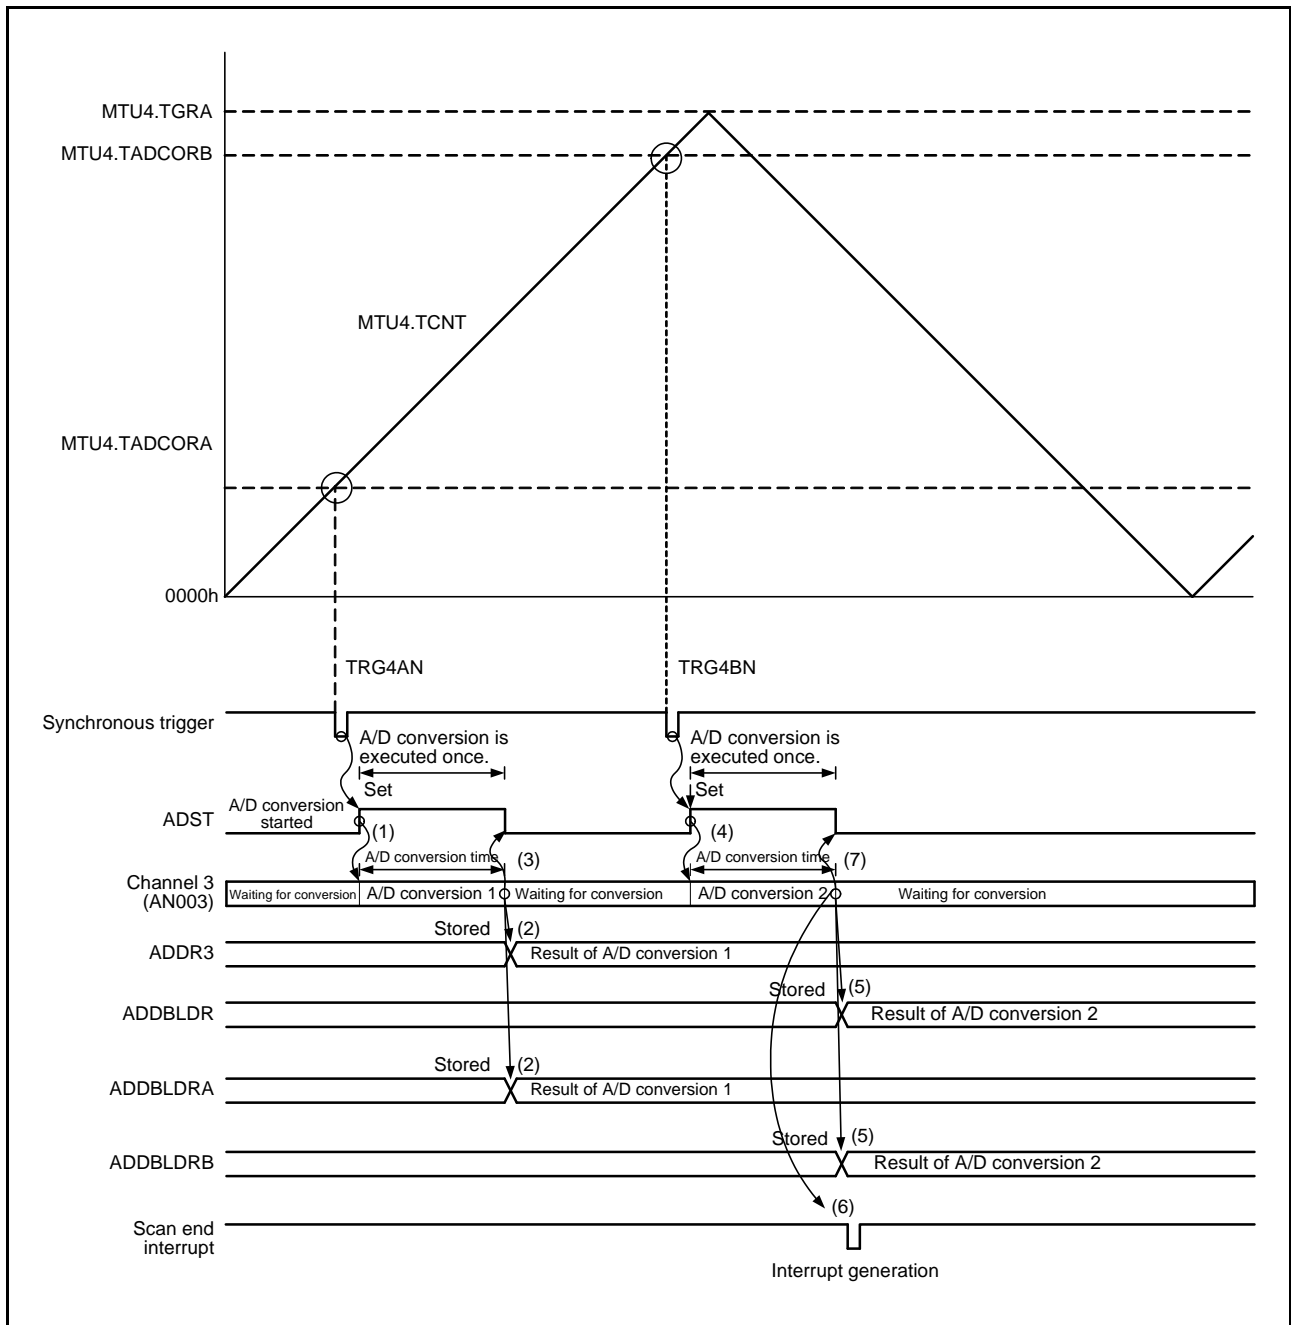 MTU4.TGRA
MTU4.TADCORB
MTU4.TCNT
MTU4.TADCORA
0000h
TRG4AN
TRG4BN
Synchronous trigger
A/D conversion is
executed once.
A/D conversion is
executed once.
Set
Set
A/D conversion
started
ADST
(1)
(4)
A/D conversion time
(3)
A/D conversion time
(7)
Channel 3
(AN003)
Waiting for conversion
A/D conversion 1
Waiting for conversion
A/D conversion 2
Waiting for conversion
Stored
(2)
ADDR3
Result of A/D conversion 1
Stored
(5)
ADDBLDR
Result of A/D conversion 2
Stored
(2)
ADDBLDRA
Result of A/D conversion 1
Stored
(5)
ADDBLDRB
Result of A/D conversion 2
(6)
Scan end
interrupt
Interrupt generation